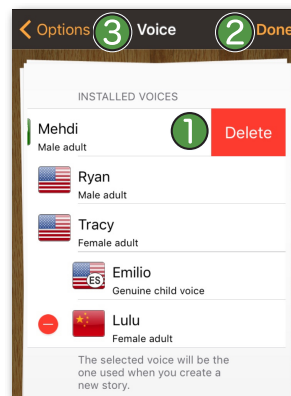 Options 3 Voice 2 Done
INSTALLED VOICES
Mehdi
Male adult
1 Delete
Ryan
Male adult
Tracy
Female adult
ES
Emilio
Genuine child voice
Lulu
Female adult
The selected voice will be the
one used when you create a
new story.